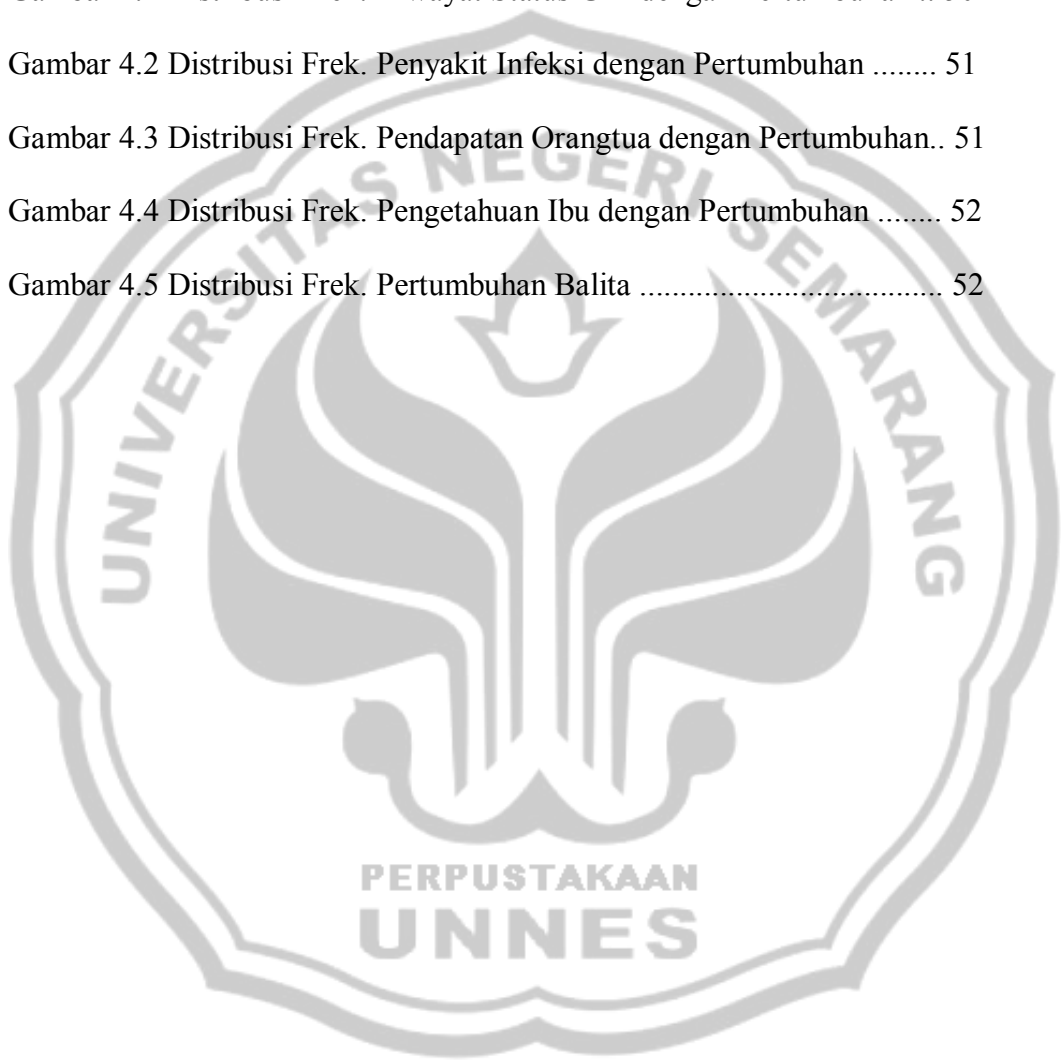 Gambar 4.2 Distribusi Frek. Penyakit Infeksi dengan Pertumbuhan ........ 51
Gambar 4.3 Distribusi Frek. Pendapatan Orangtua dengan Pertumbuhan.. 51
Gambar 4.4 Distribusi Frek. Pengetahuan Ibu dengan Pertumbuhan ........ 52
Gambar 4.5 Distribusi Frek. Pertumbuhan Balita ..................................... 52
UNIVERSITAS NEGERI SEMARANG
PERPUSTAKAAN
UNNES